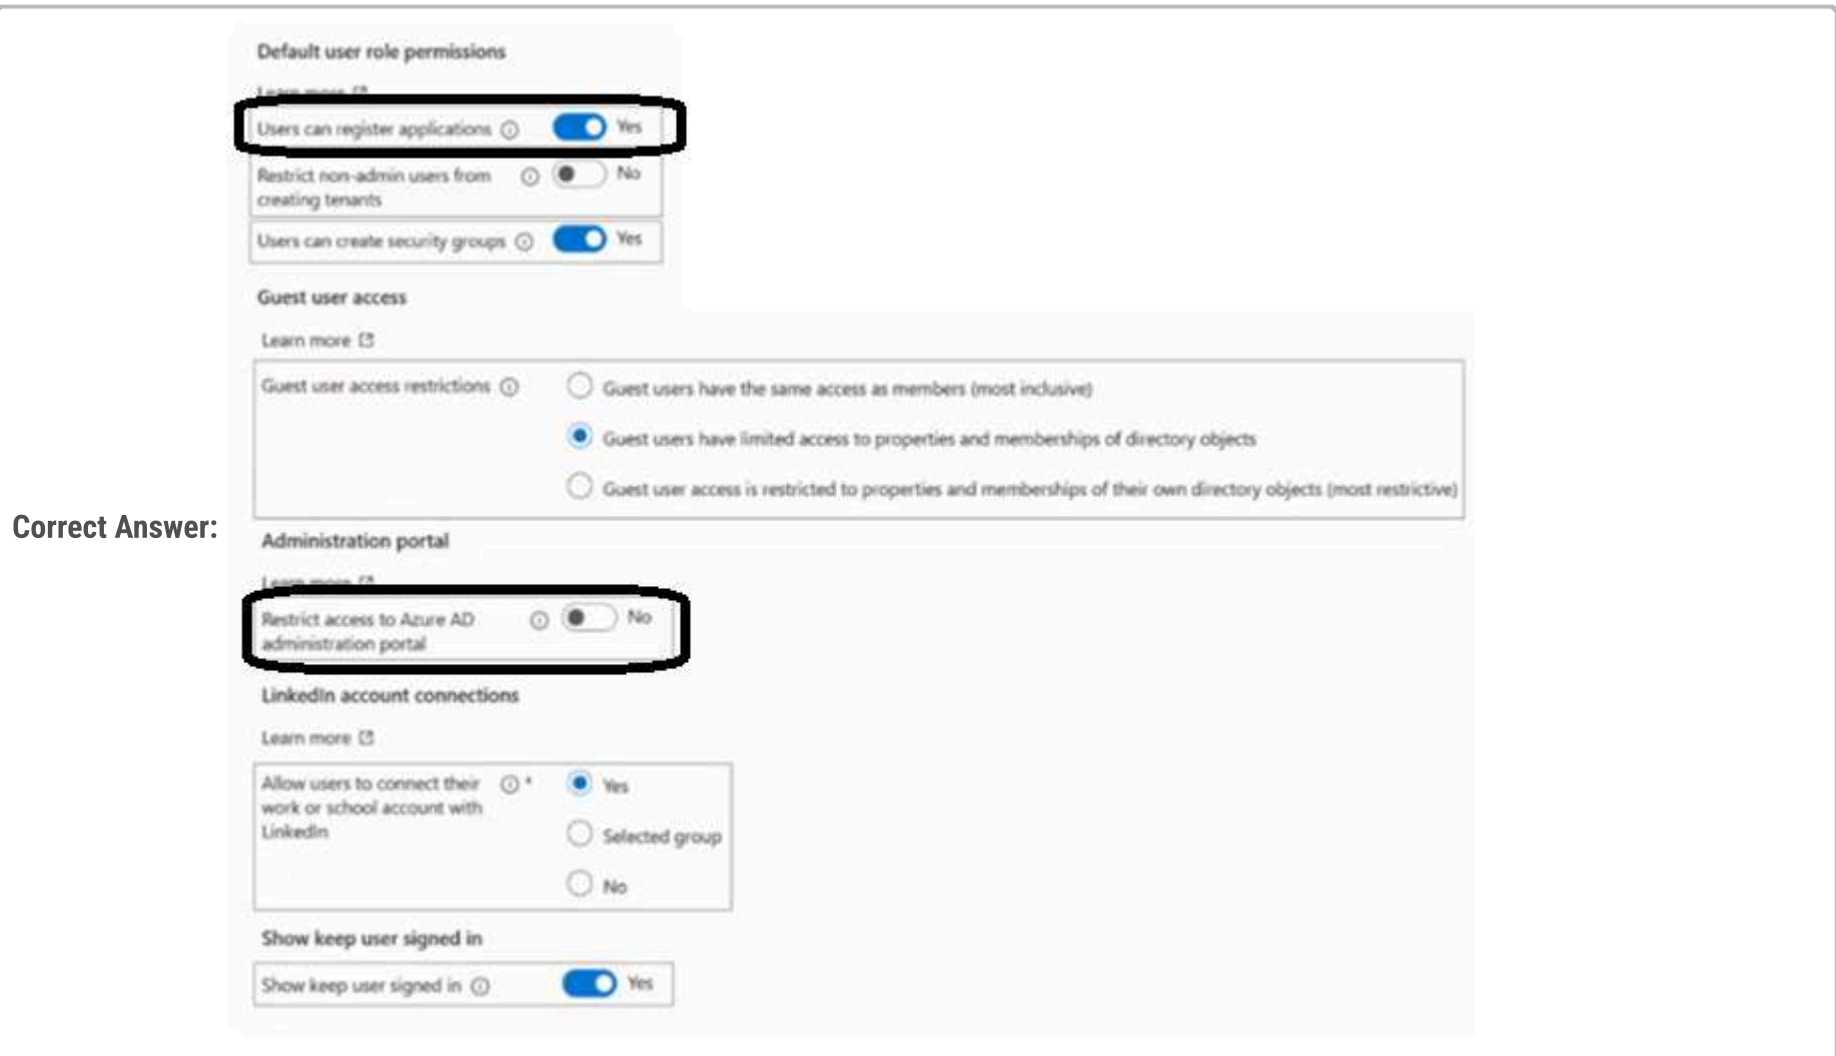 Default user role permissions
Learn more
Users can register applications Yes
Restrict non-admin users from No
creating tenants
Users can create security groups Yes
Guest user access
Learn more
Guest user access restrictions Guest users have the same access as members (most inclusive)
Guest users have limited access to properties and memberships of directory objects
Guest user access is restricted to properties and memberships of their own directory objects (most restrictive)
Correct Answer:
Administration portal
Learn more
Restrict access to Azure AD No
administration portal
LinkedIn account connections
Learn more
Allow users to connect their * Yes
work or school account with
LinkedIn
Selected group
No
Show keep user signed in
Show keep user signed in Yes